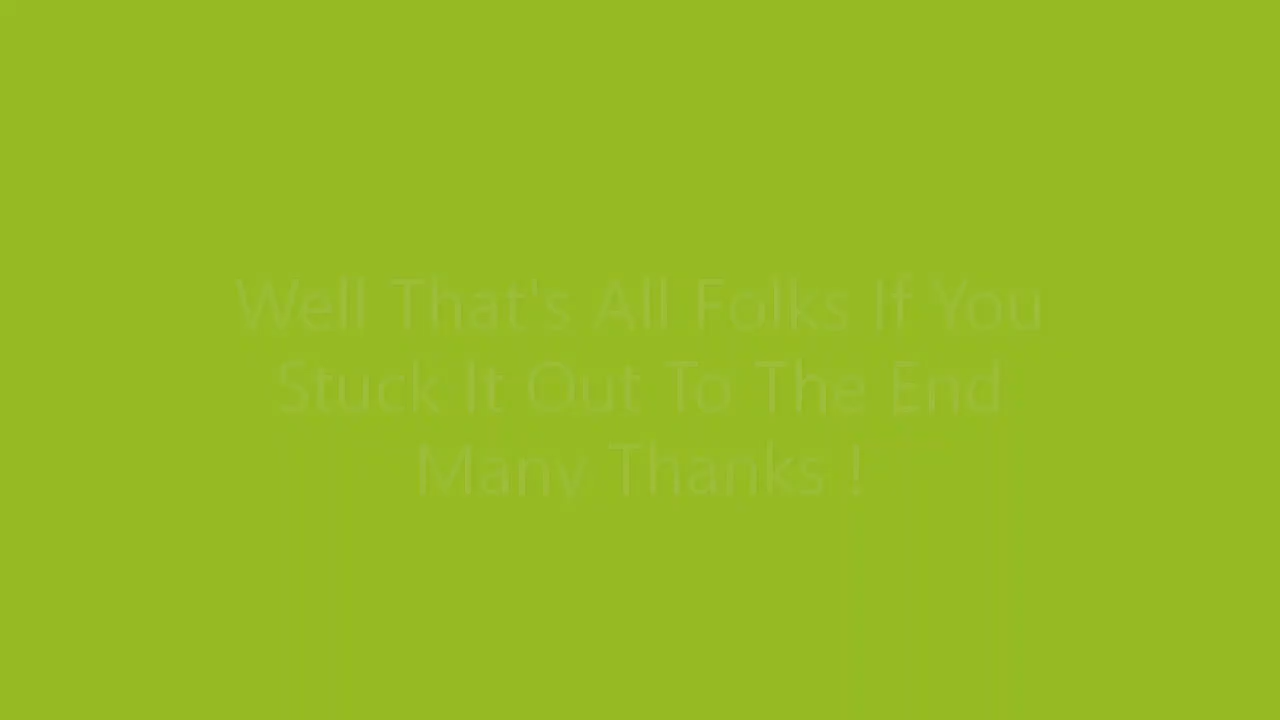 Well That's All Folks If You
Stuck It Out To The End
Many Thanks !